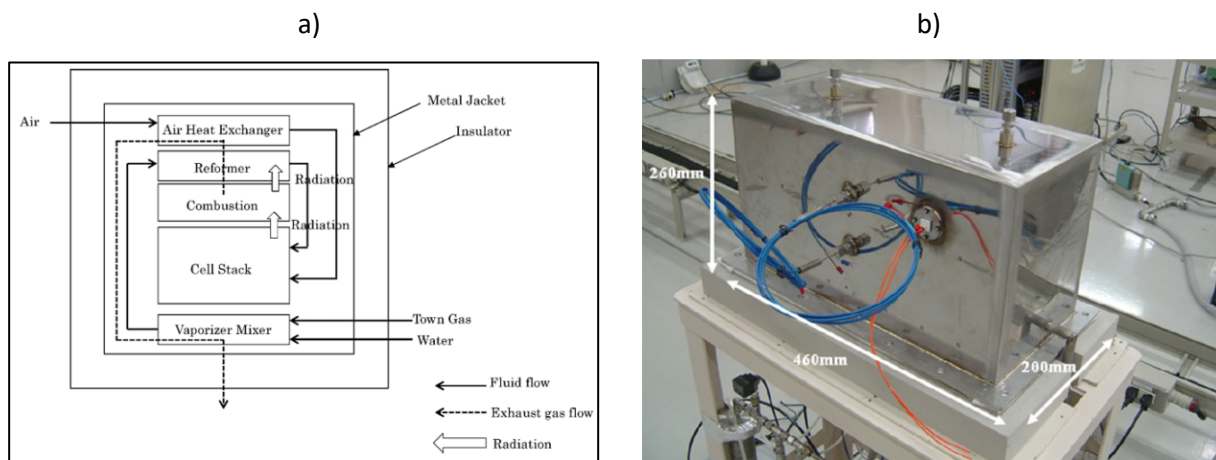 a)
b)
Metal Jacket
Insulator
Air
Air Heat Exchanger
Reformer
Radiation
Combustion
Radiation
Cell Stack
Vaporizer Mixer
Town Gas
Water
Fluid flow
Exhaust gas flow
Radiation
260mm
460mm
200mm